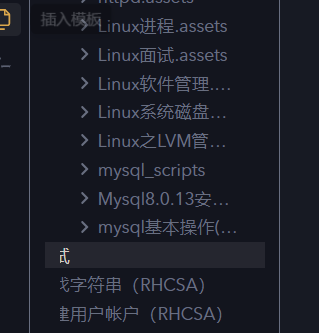 httpd.assets
插入模板
Linux进程.assets
Linux面试.assets
Linux软件管理....
Linux系统磁盘...
Linux之LVM管...
mysql_scripts
Mysql8.0.13安...
mysql基本操作(...
试
字符串（RHCSA）
建用户帐户（RHCSA）